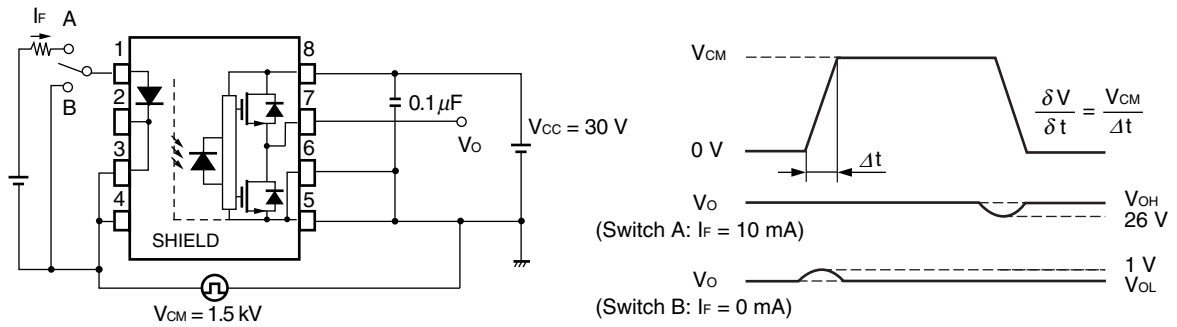 IF A
B
1
2
3
4
8
7
6
5
SHIELD
0.1 μF
VO
VCC = 30 V
VCM = 1.5 kV
VCM
0 V
Δt
δV/δt = VCM/Δt
VO
(Switch A: IF = 10 mA)
VOH
26 V
VO
(Switch B: IF = 0 mA)
1 V
VOL